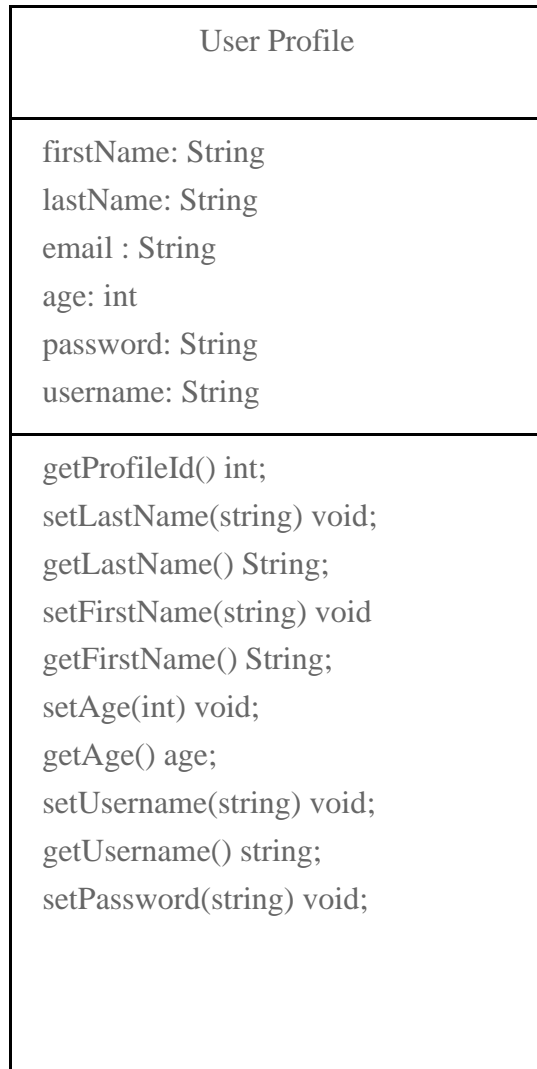 User Profile
firstName: String
lastName: String
email : String
age: int
password: String
username: String
getProfileId() int;
setLastName(string) void;
getLastName() String;
setFirstName(string) void
getFirstName() String;
setAge(int) void;
getAge() age;
setUsername(string) void;
getUsername() string;
setPassword(string) void;